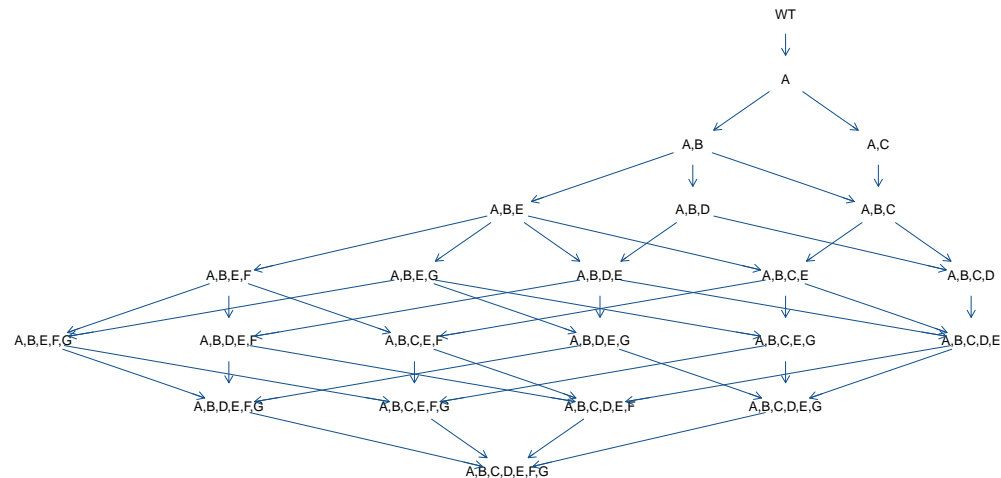 WT
A
A,B
A,C
A,B,E
A,B,D
A,B,C
A,B,E,F
A,B,E,G
A,B,D,E
A,B,C,E
A,B,C,D
A,B,E,F,G
A,B,D,E,F
A,B,C,E,F
A,B,D,E,G
A,B,C,E,G
A,B,C,D,E
A,B,D,E,F,G
A,B,C,E,F,G
A,B,C,D,E,F
A,B,C,D,E,G
A,B,C,D,E,F,G